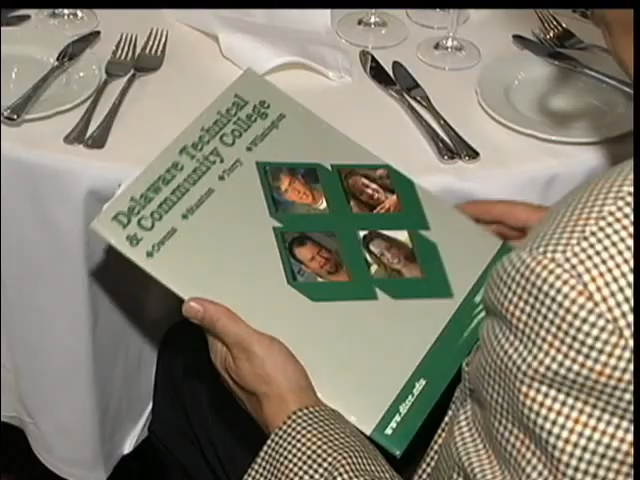 Delaware Technical
& Community College
Owens Stanton Terry Wilmington
www.dtcc.edu